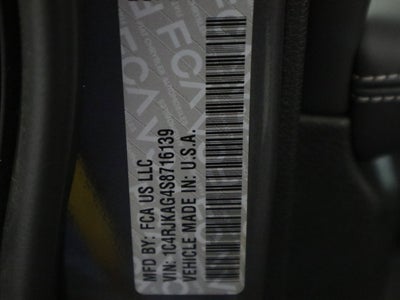 MFD BY: FCA US LLC
VIN: 1C4RJKAG4S8716139
VEHICLE MADE IN: U.S.A.